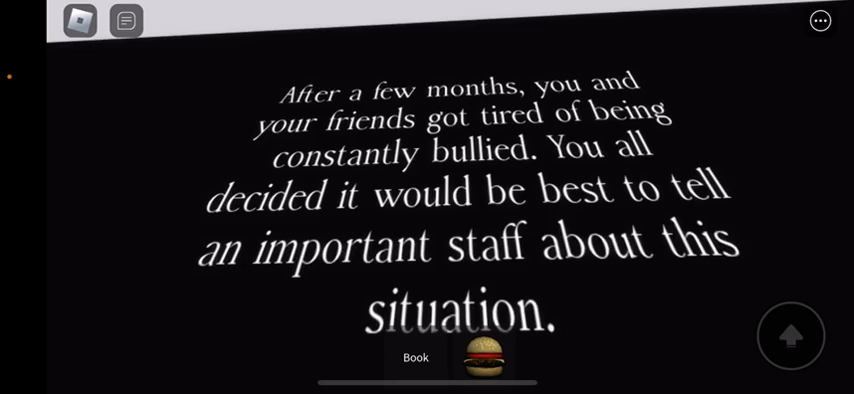 After a few months, you and
your friends got tired of being
constantly bullied. You all
decided it would be best to tell
an important staff about this
situation.
Book